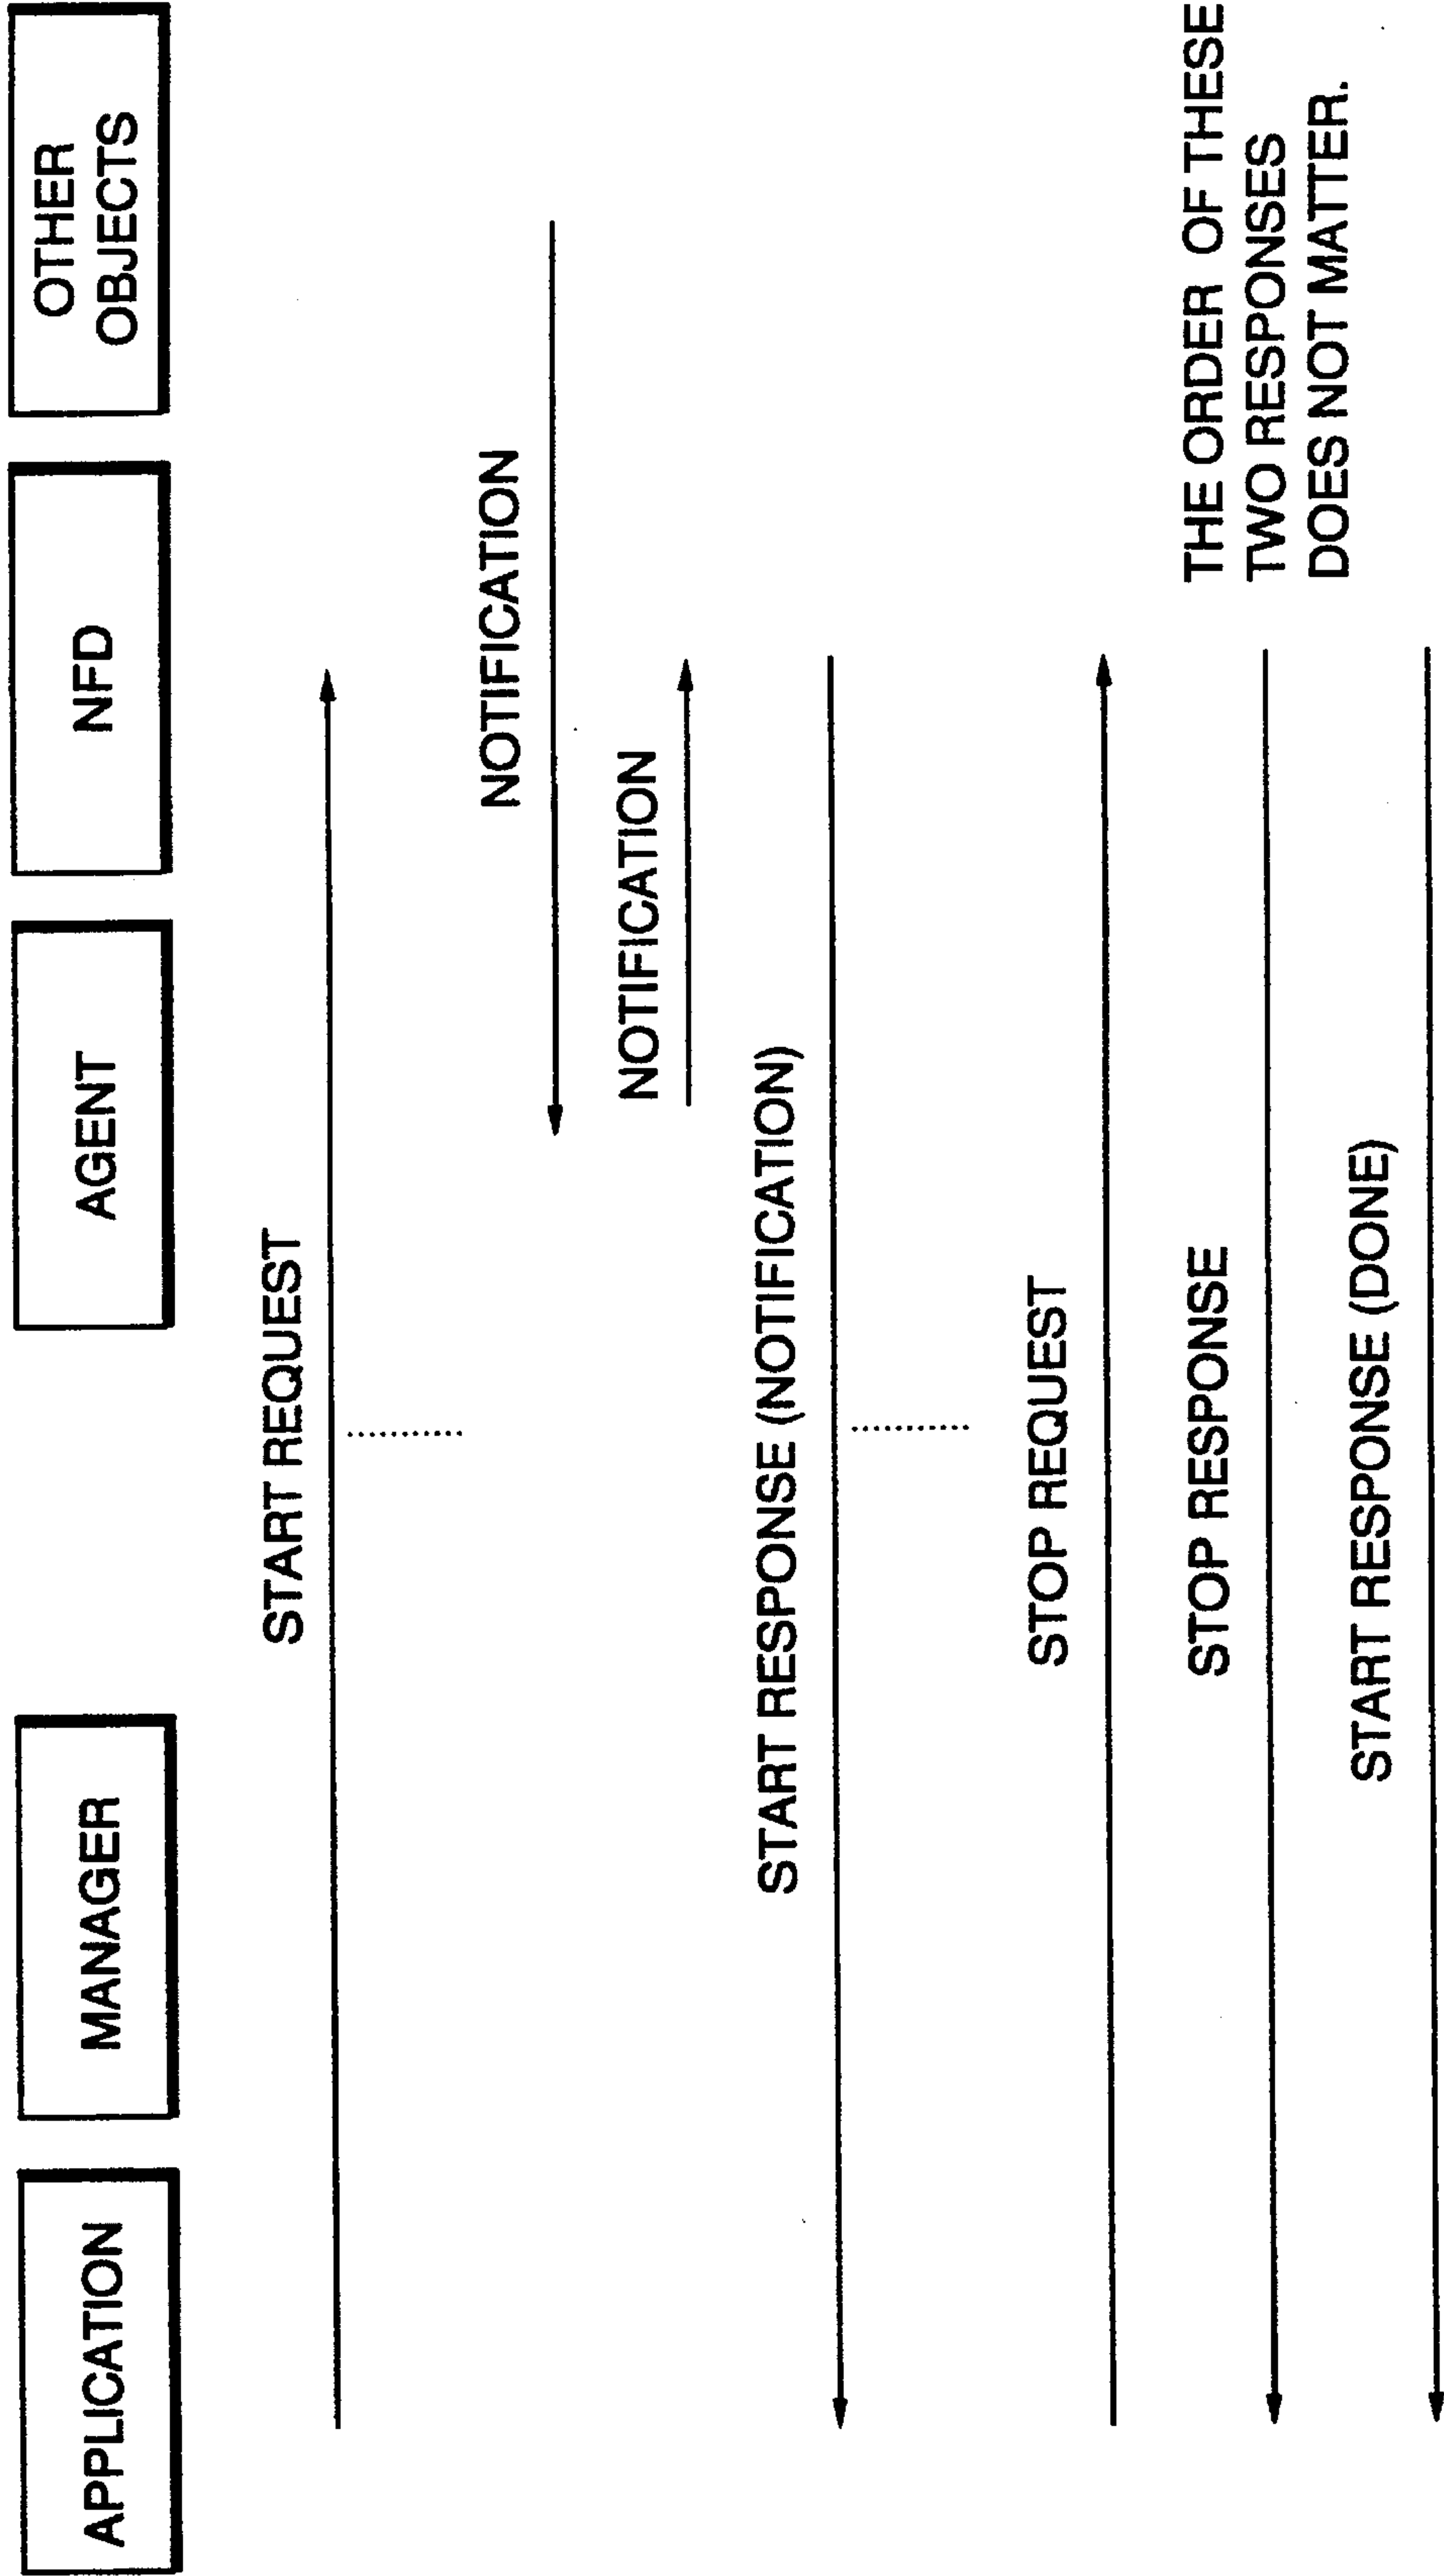 APPLICATION
MANAGER
AGENT
NFD
OTHER
OBJECTS
START REQUEST
NOTIFICATION
NOTIFICATION
START RESPONSE (NOTIFICATION)
STOP REQUEST
STOP RESPONSE
START RESPONSE (DONE)
THE ORDER OF THESE
TWO RESPONSES
DOES NOT MATTER.